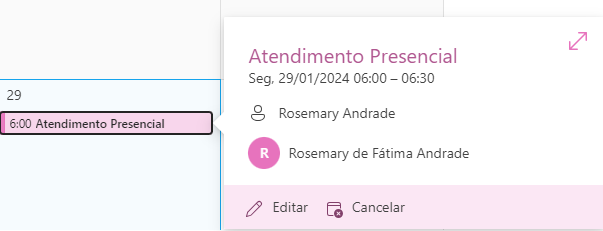 29
6:00 Atendimento Presencial
Atendimento Presencial
Seg, 29/01/2024 06:00 – 06:30
Rosemary Andrade
R Rosemary de Fátima Andrade
Editar Cancelar